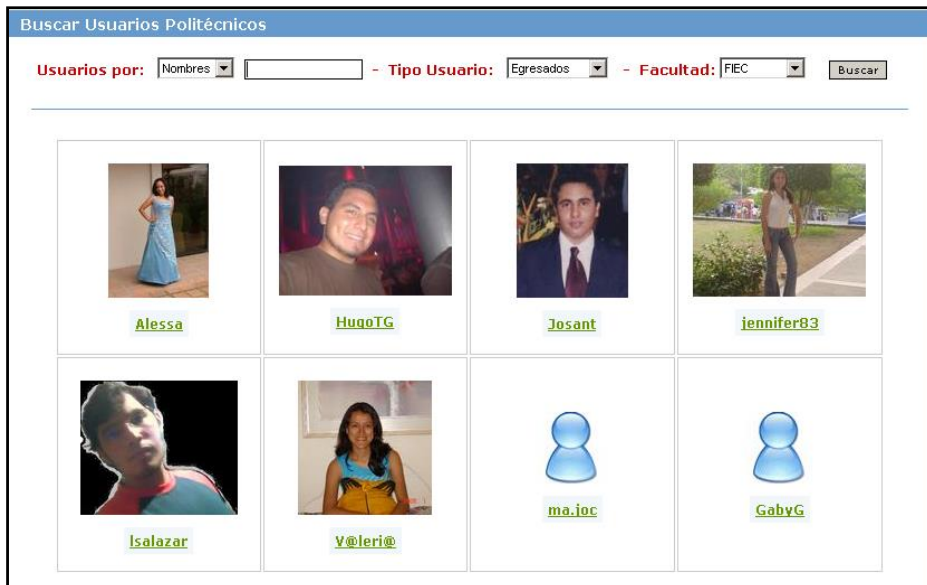 Buscar Usuarios Politécnicos
Usuarios por: Nombres - Tipo Usuario: Egresados - Facultad: FIEC Buscar
Alessa HugoTG Josant jennifer83
lsalazar V@leri@ ma.joc GabyG